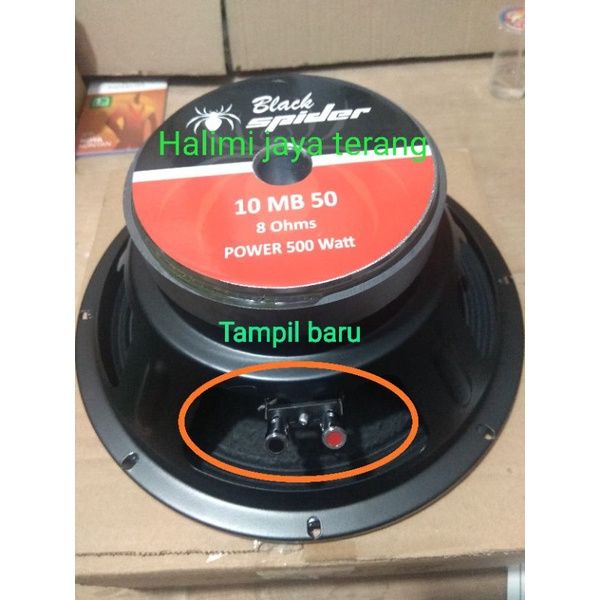 Black
spider
Halimi jaya terang
10 MB 50
8 Ohms
POWER 500 Watt
Tampil baru